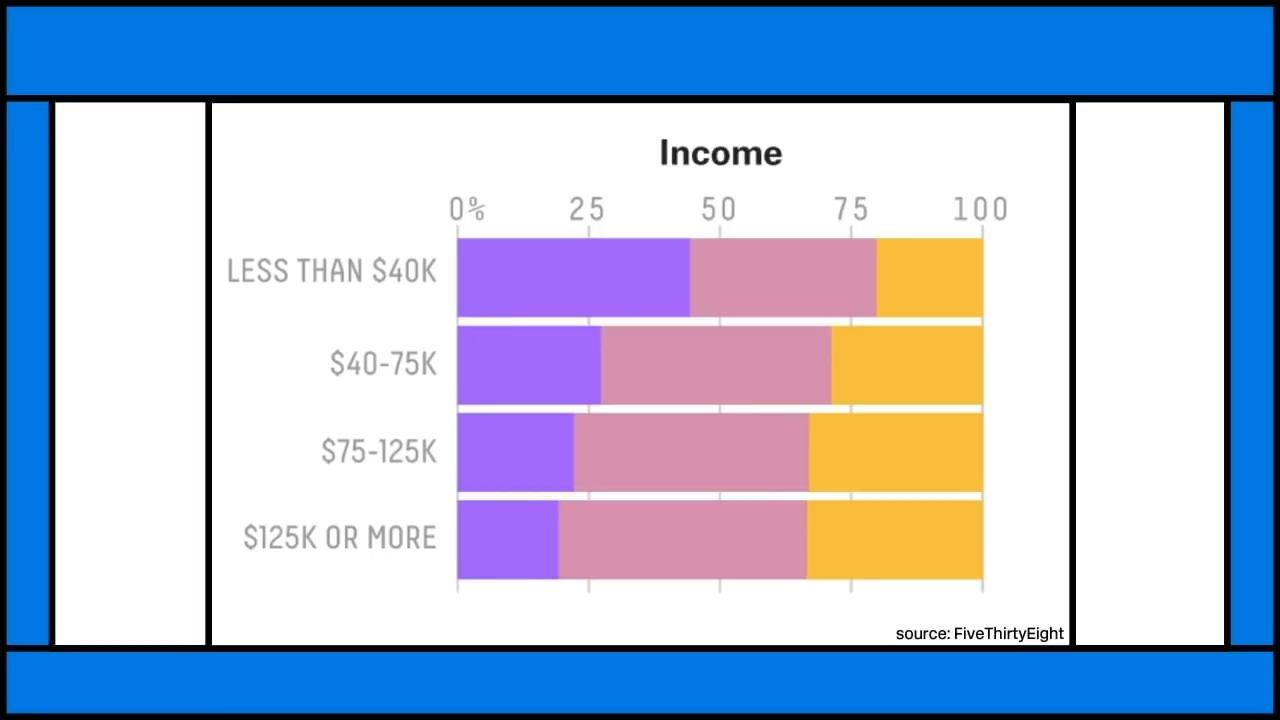 Income
0% 25 50 75 100
LESS THAN $40K
$40-75K
$75-125K
$125K OR MORE
source: FiveThirtyEight